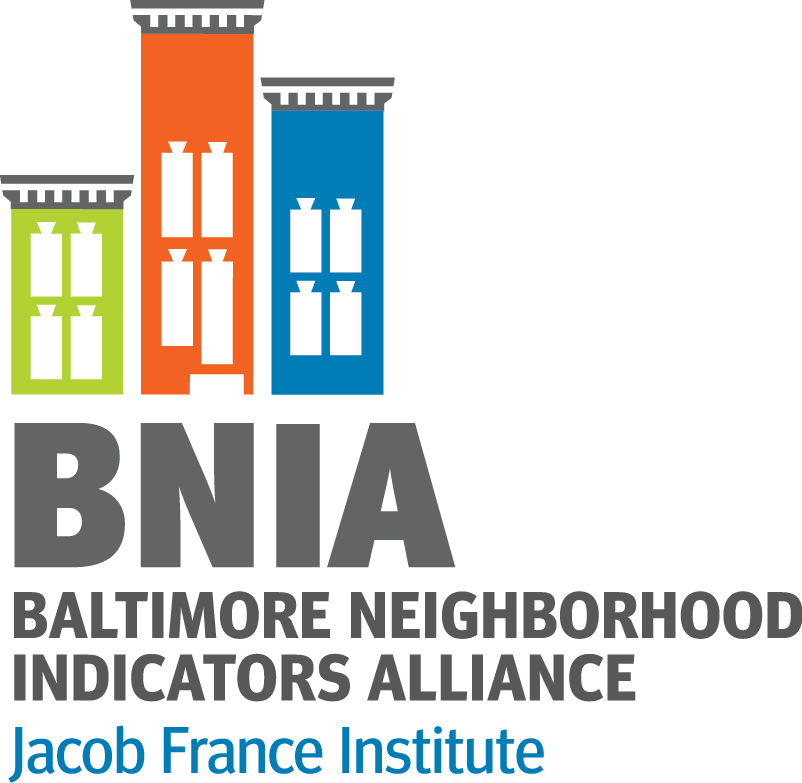 BNIA
BALTIMORE NEIGHBORHOOD
INDICATORS ALLIANCE
Jacob France Institute